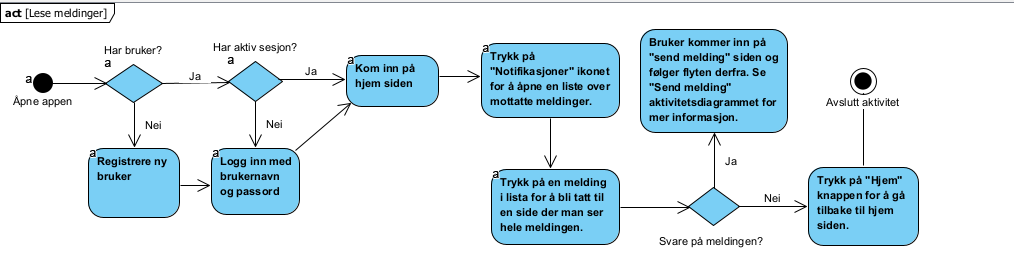 act [Lese meldinger]
Har bruker?
a
Har aktiv sesjon?
a
a
Åpne appen
Ja
Ja
Nei
Nei
a
Registrere ny
bruker
a
Logg inn med
brukernavn
og passord
a
Kom inn på
hjem siden
a
Trykk på
"Notifikasjoner" ikonet
for å åpne en liste over
mottatte meldinger.
a
Trykk på en melding
i lista for å bli tatt til
en side der man ser
hele meldingen.
Svare på meldingen?
Ja
Bruker kommer inn på
"send melding" siden og
følger flyten derfra. Se
"Send melding"
aktivitetsdiagrammet for
mer informasjon.
Nei
Trykk på "Hjem"
knappen for å gå
tilbake til hjem
siden.
Avslutt aktivitet